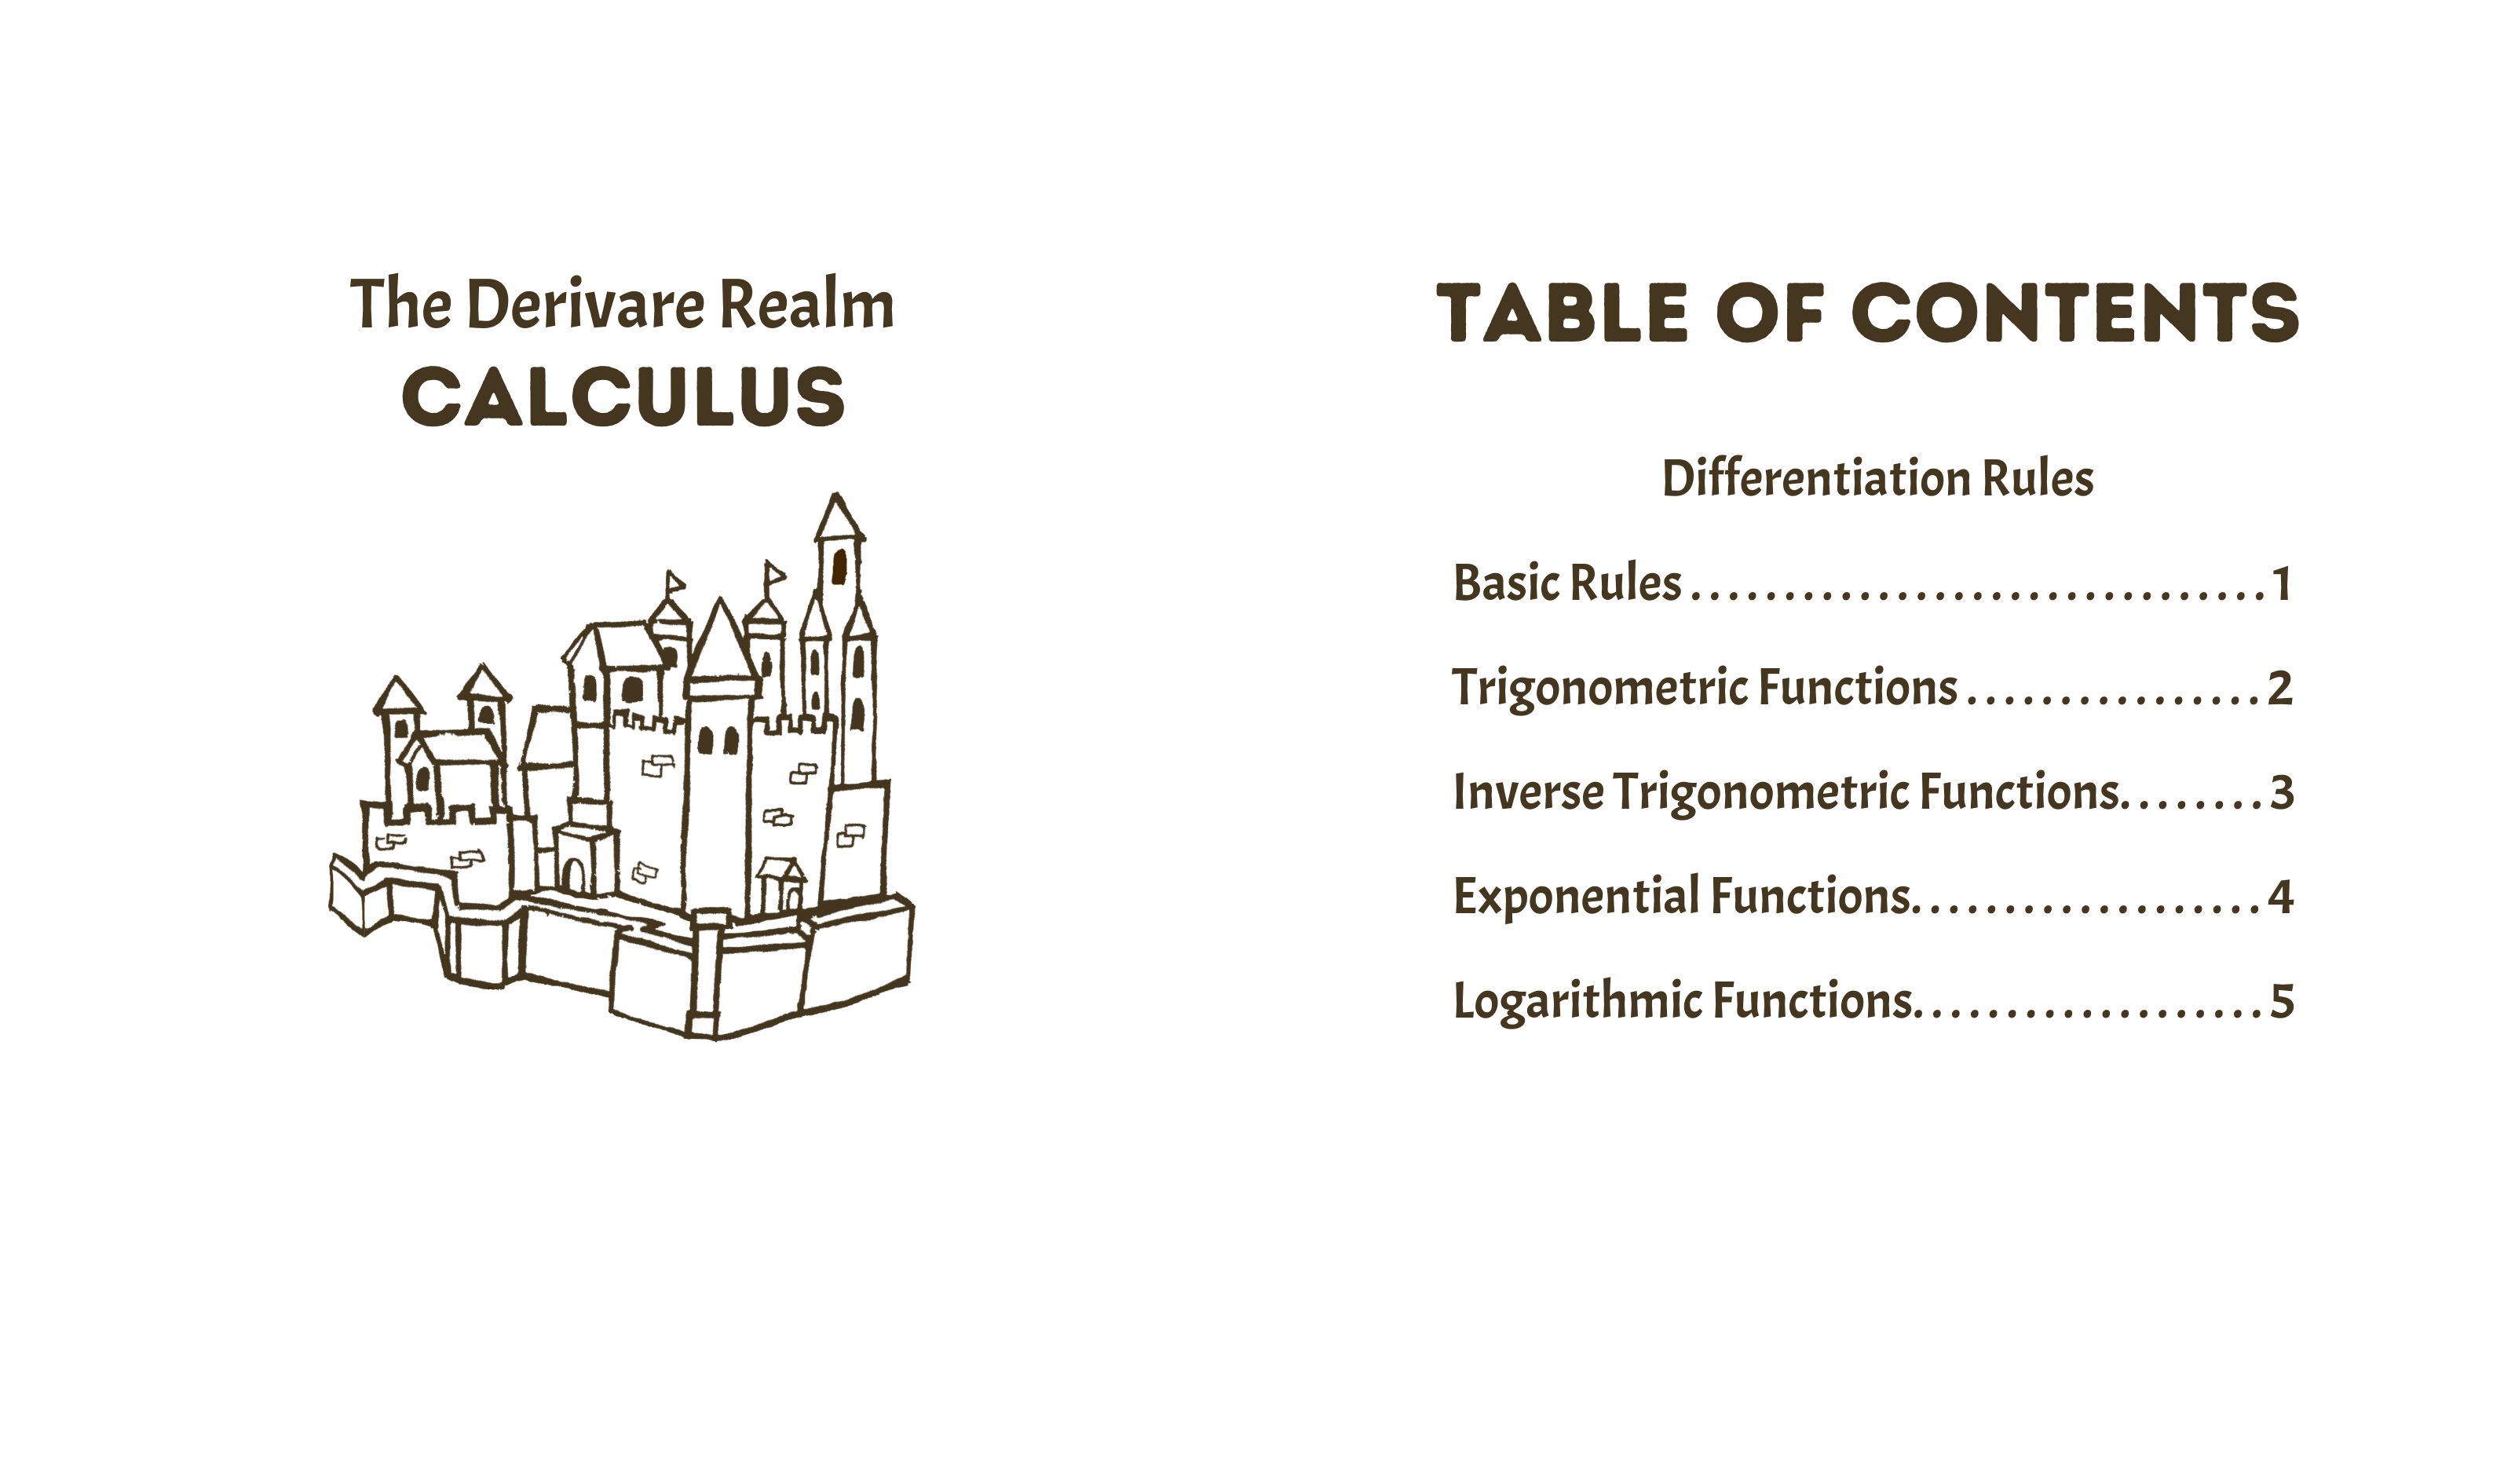 The Derivare Realm
CALCULUS
TABLE OF CONTENTS
Differentiation Rules
Basic Rules...............................1
Trigonometric Functions................2
Inverse Trigonometric Functions........3
Exponential Functions...................4
Logarithmic Functions...................5